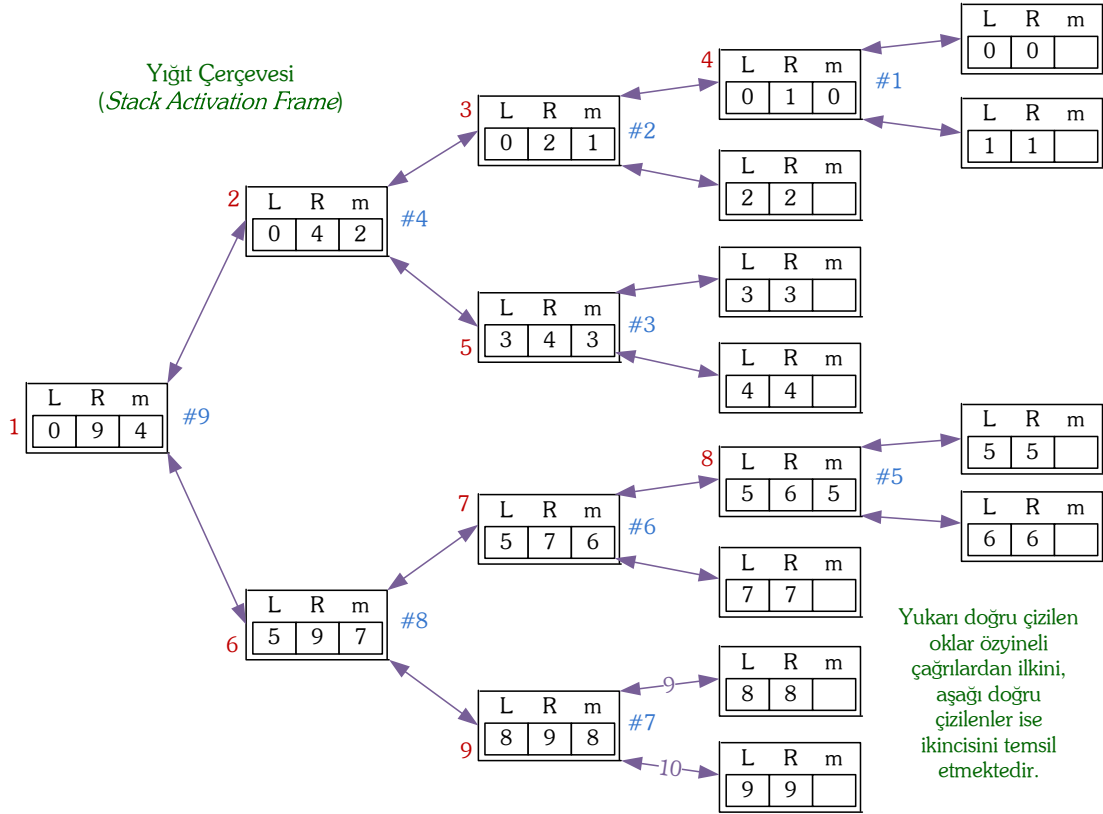 Yığıt Çerçevesi
(Stack Activation Frame)
1
L R m
0 9 4
#9
2
L R m
0 4 2
#4
3
L R m
0 2 1
#2
4
L R m
0 1 0
#1
L R m
0 0
L R m
1 1
L R m
2 2
5
L R m
3 4 3
#3
L R m
3 3
L R m
4 4
6
L R m
5 9 7
#8
7
L R m
5 7 6
#6
8
L R m
5 6 5
#5
L R m
5 5
L R m
6 6
L R m
7 7
9
L R m
8 9 8
#7
9
L R m
8 8
10
L R m
9 9
Yukarı doğru çizilen
oklar özyineli
çağrılardan ilkini,
aşağı doğru
çizilenler ise
ikincisini temsil
etmektedir.